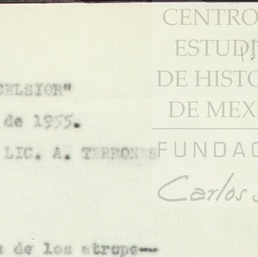 CENTRO
ESTUDI
DE HISTO
DE MEX
FUNDAC
Carlos S
CELSIOR"
de 1955.
LIC. A. TERRONES
de los atrope--